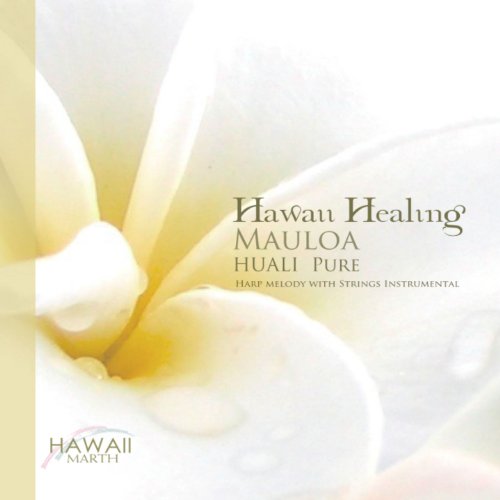 Hawaii Healing
MAULOA
HUALI PURE
HARP MELODY WITH STRINGS INSTRUMENTAL
HAWAII
MARTH